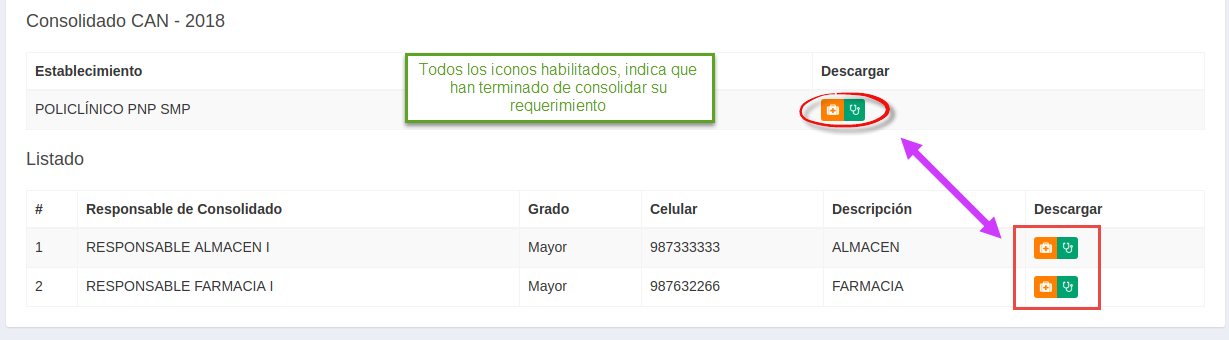 Consolidado CAN - 2018
Establecimiento
Descargar
Todos los iconos habilitados, indica que
han terminado de consolidar su
requerimiento
POLICLÍNICO PNP SMP
Listado
# Responsable de Consolidado Grado Celular Descripción Descargar
1 RESPONSABLE ALMACEN I Mayor 987333333 ALMACEN
2 RESPONSABLE FARMACIA I Mayor 987632266 FARMACIA